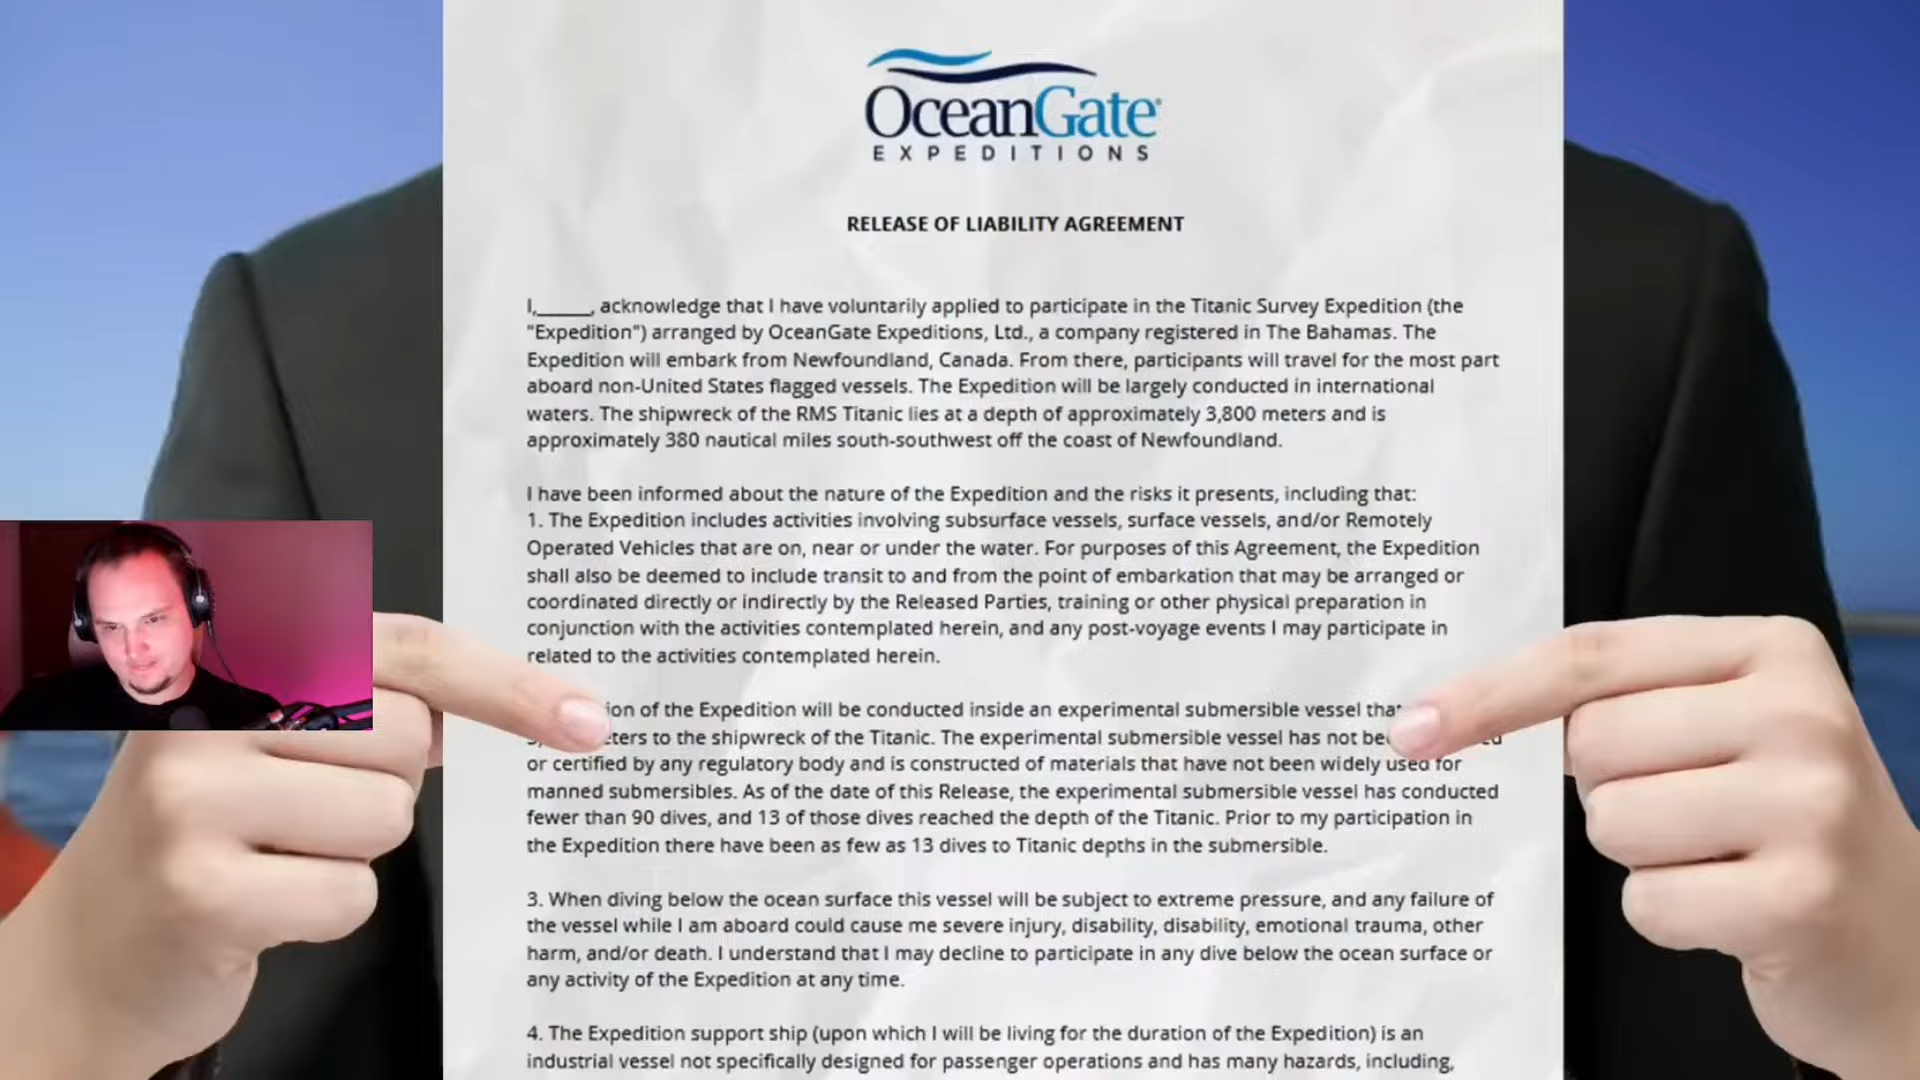 OceanGate
EXPEDITIONS
RELEASE OF LIABILITY AGREEMENT
I,_____, acknowledge that I have voluntarily applied to participate in the Titanic Survey Expedition (the
"Expedition") arranged by OceanGate Expeditions, Ltd., a company registered in The Bahamas. The
Expedition will embark from Newfoundland, Canada. From there, participants will travel for the most part
aboard non-United States flagged vessels. The Expedition will be largely conducted in international
waters. The shipwreck of the RMS Titanic lies at a depth of approximately 3,800 meters and is
approximately 380 nautical miles south-southwest off the coast of Newfoundland.
I have been informed about the nature of the Expedition and the risks it presents, including that:
1. The Expedition includes activities involving subsurface vessels, surface vessels, and/or Remotely
Operated Vehicles that are on, near or under the water. For purposes of this Agreement, the Expedition
shall also be deemed to include transit to and from the point of embarkation that may be arranged or
coordinated directly or indirectly by the Released Parties, training or other physical preparation in
conjunction with the activities contemplated herein, and any post-voyage events I may participate in
related to the activities contemplated herein.
of the Expedition will be conducted inside an experimental submersible vessel
to the shipwreck of the Titanic. The experimental submersible vessel has not
or certified by any regulatory body and is constructed of materials that have not been widely used for
manned submersibles. As of the date of this Release, the experimental submersible vessel has conducted
fewer than 90 dives, and 13 of those dives reached the depth of the Titanic. Prior to my participation in
the Expedition there have been as few as 13 dives to Titanic depths in the submersible.
3. When diving below the ocean surface this vessel will be subject to extreme pressure, and any failure of
the vessel while I am aboard could cause me severe injury, disability, disability, emotional trauma, other
harm, and/or death. I understand that I may decline to participate in any dive below the ocean surface or
any activity of the Expedition at any time.
4. The Expedition support ship (upon which I will be living for the duration of the Expedition) is an
industrial vessel not specifically designed for passenger operations and has many hazards, including,